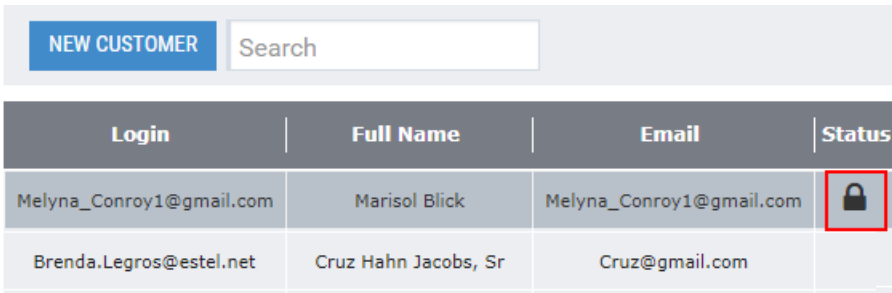 NEW CUSTOMER Search
Login Full Name Email Status
Melyna_Conroy1@gmail.com Marisol Blick Melyna_Conroy1@gmail.com
Brenda.Legros@estel.net Cruz Hahn Jacobs, Sr Cruz@gmail.com